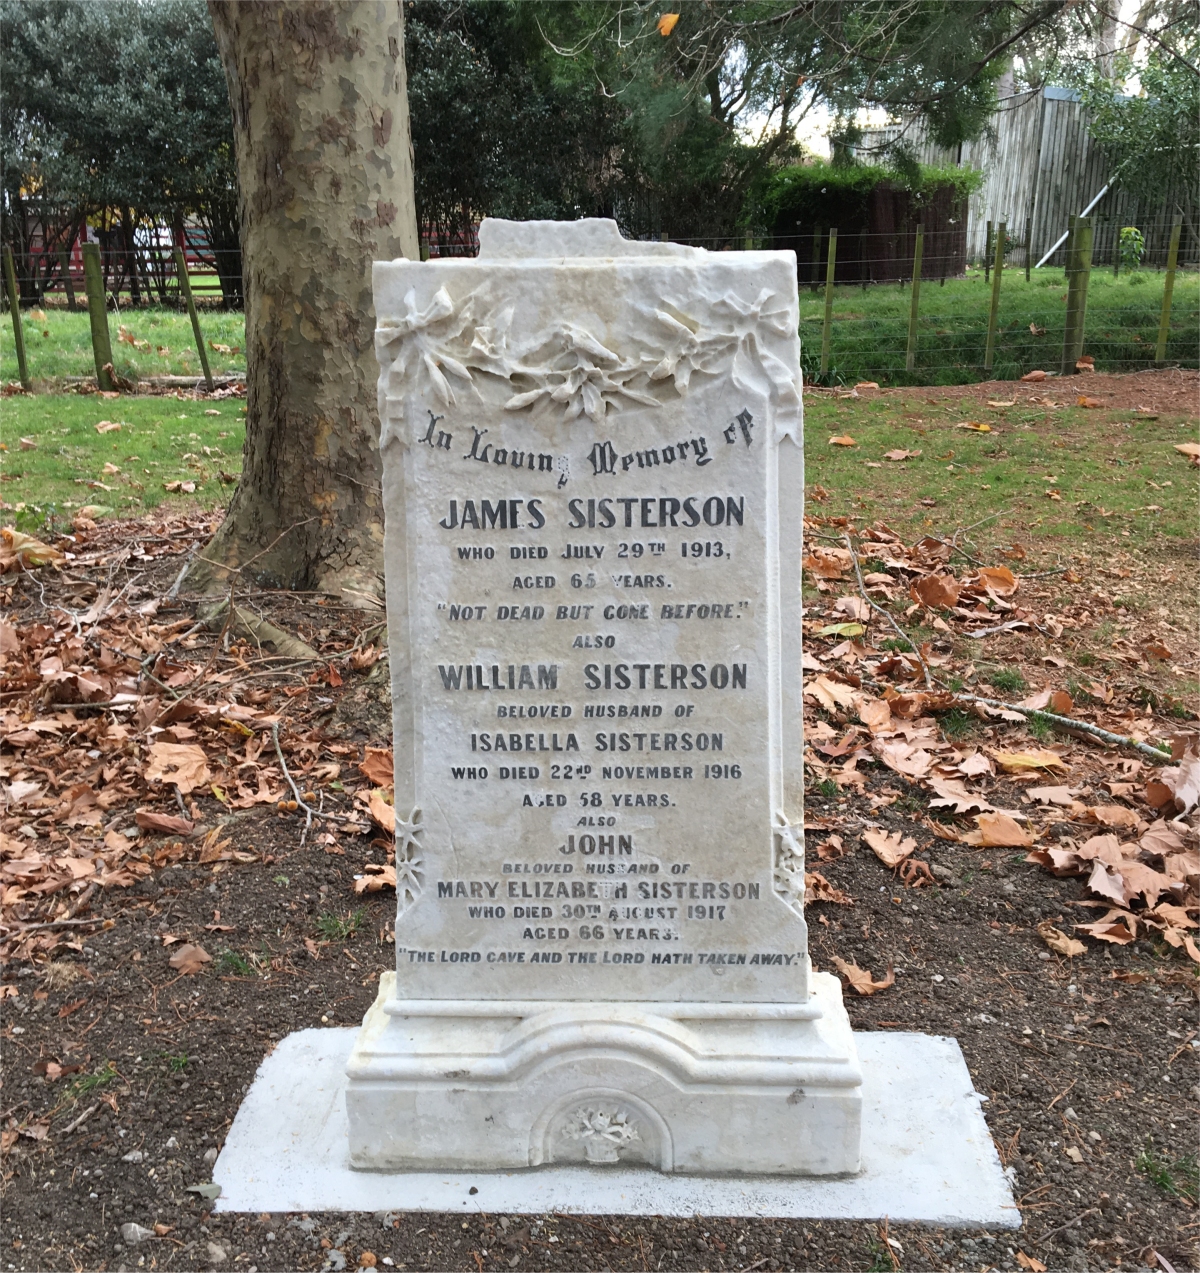 In Loving Memory of
JAMES SISTERSON
WHO DIED JULY 29TH 1913,
AGED 65 YEARS.
"NOT DEAD BUT GONE BEFORE."
ALSO
WILLIAM SISTERSON
BELOVED HUSBAND OF
ISABELLA SISTERSON
WHO DIED 22ND NOVEMBER 1916
AGED 58 YEARS.
ALSO
JOHN
BELOVED HUSBAND OF
MARY ELIZABETH SISTERSON
WHO DIED 30TH AUGUST 1917
AGED 66 YEARS.
"THE LORD GAVE AND THE LORD HATH TAKEN AWAY."